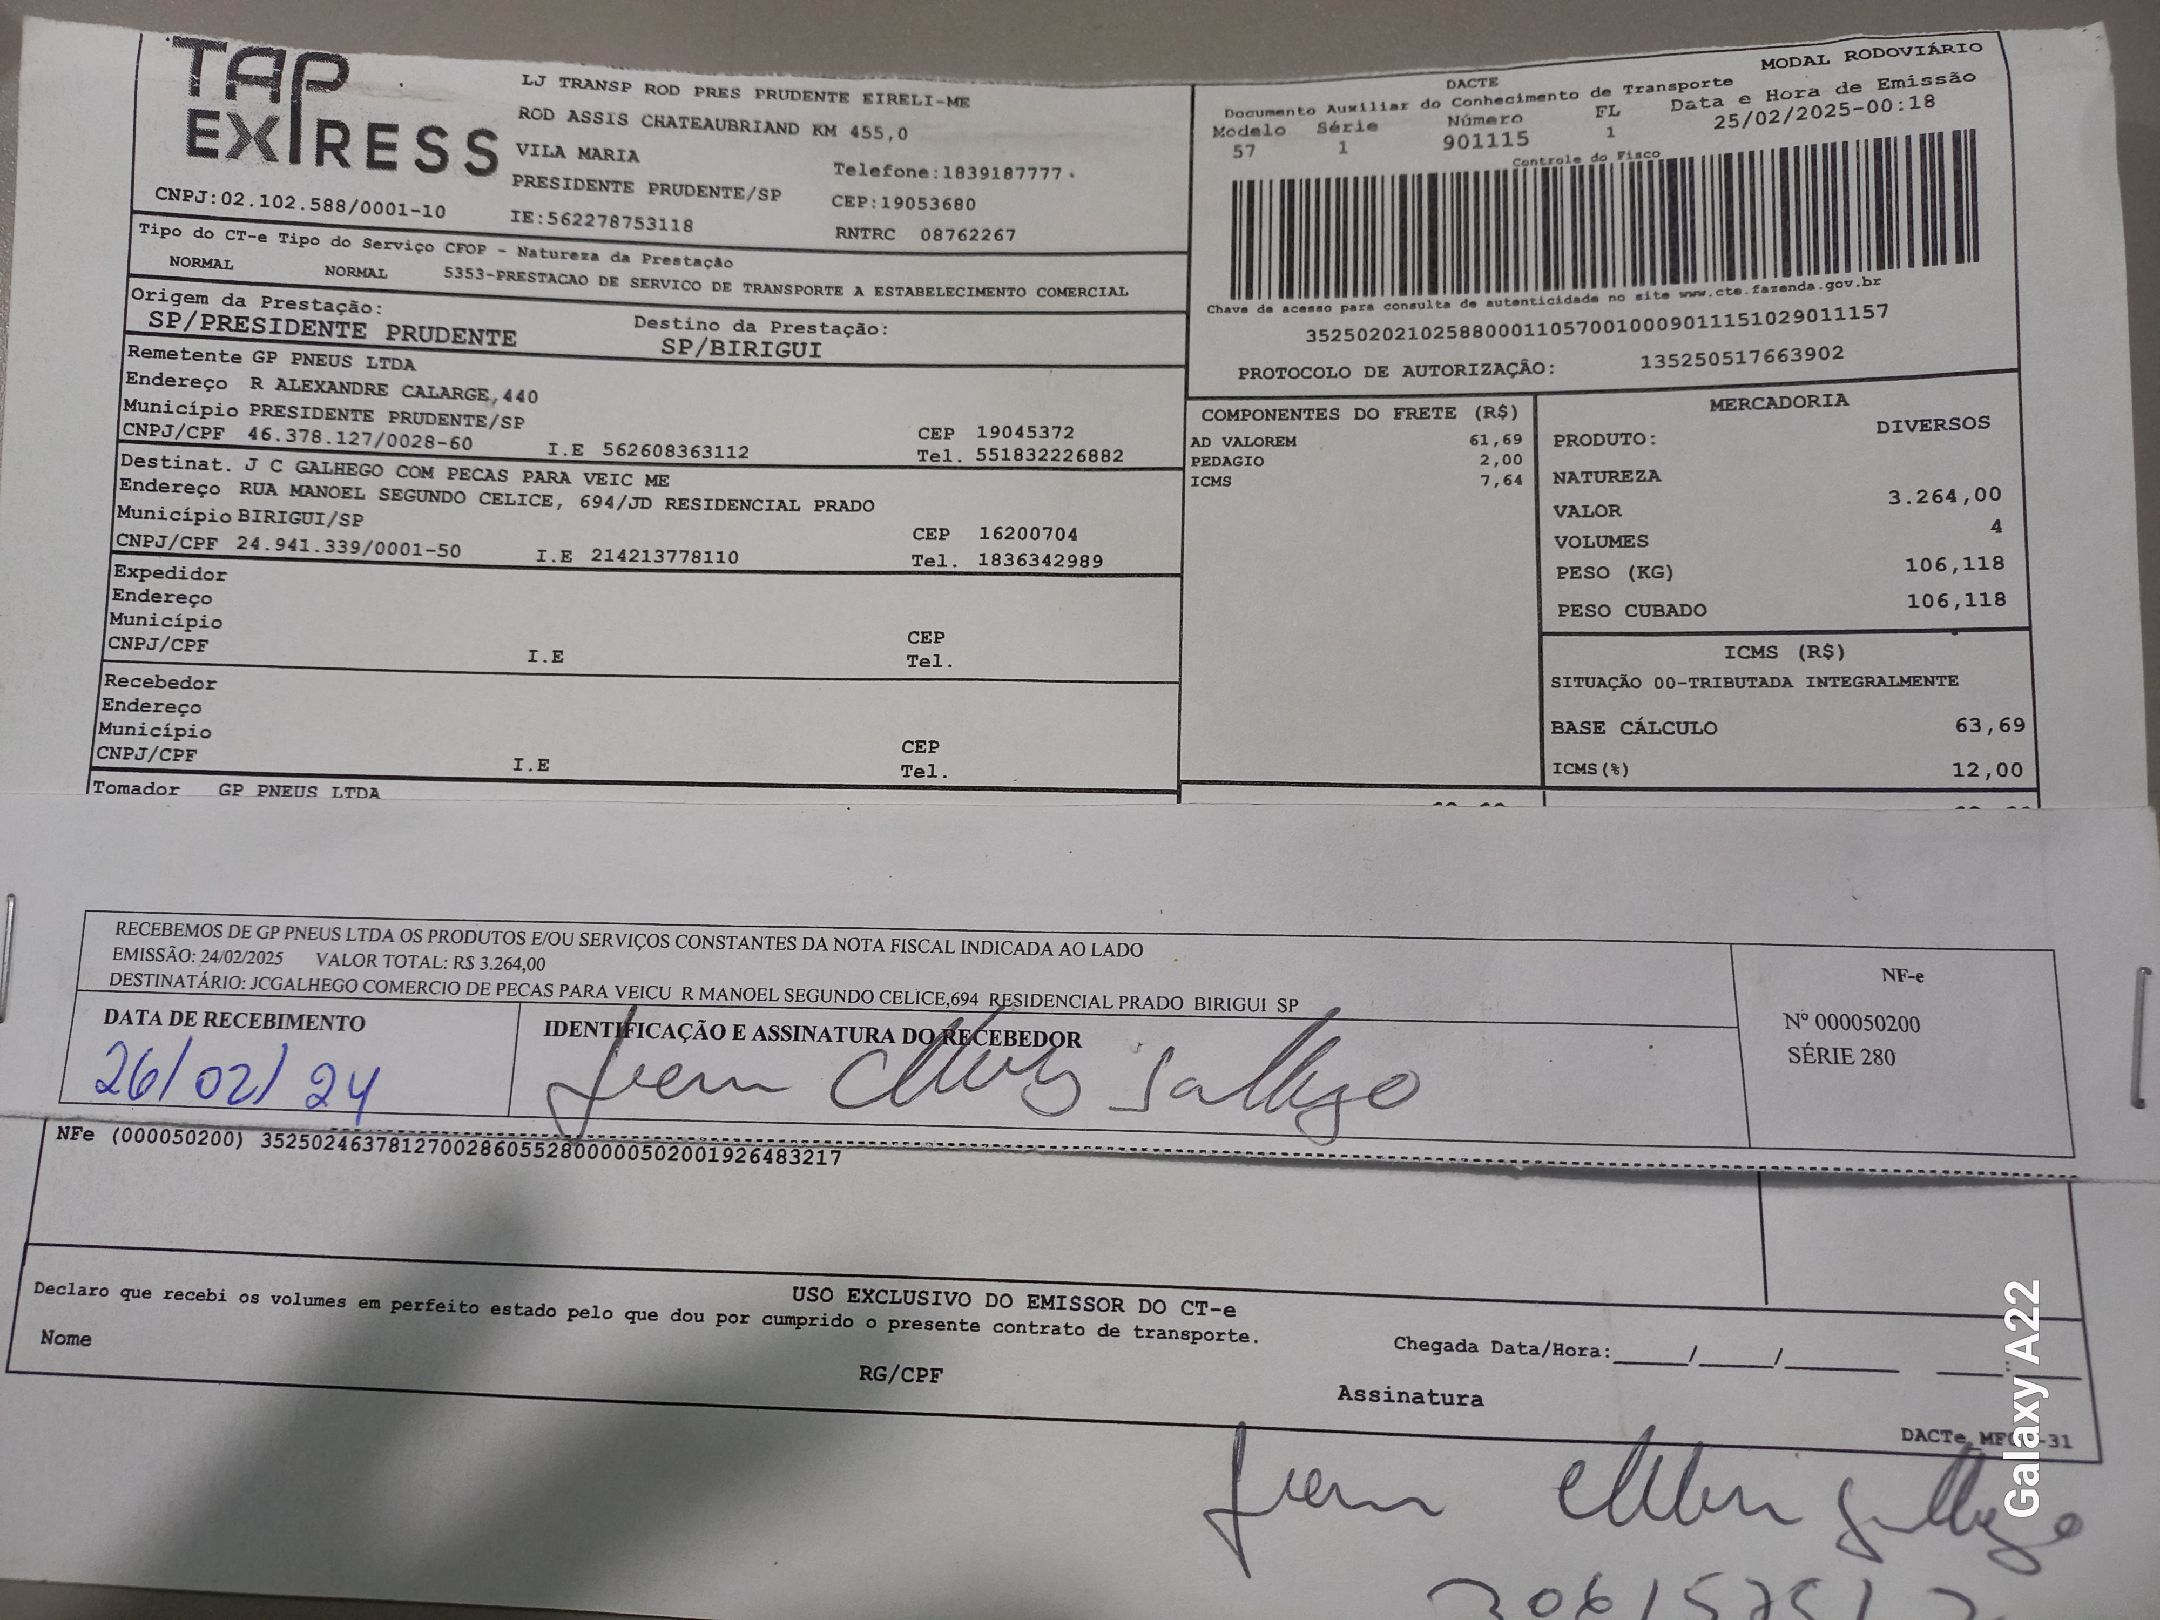 TAP EXPRESS
CNPJ:02.102.588/0001-10
LJ TRANSP ROD PRES PRUDENTE EIRELI-ME
ROD ASSIS CHATEAUBRIAND KM 455,0
VILA MARIA
Telefone:1839187777
PRESIDENTE PRUDENTE/SP
CEP:19053680
IE:562278753118
RNTRC 08762267
MODAL RODOVIÁRIO
DACTE
Documento Auxiliar do Conhecimento de Transporte
Modelo Série Número FL Data e Hora de Emissão
57 1 901115 1 25/02/2025-00:18
Controle do Fisco
Chave de acesso para consulta de autenticidade no site www.cte.fazenda.gov.br
35250202102588000110570010009011151029011157
PROTOCOLO DE AUTORIZAÇÃO: 135250517663902
Tipo do CT-e Tipo do Serviço CFOP - Natureza da Prestação
NORMAL NORMAL 5353-PRESTACAO DE SERVICO DE TRANSPORTE A ESTABELECIMENTO COMERCIAL
Origem da Prestação: Destino da Prestação:
SP/PRESIDENTE PRUDENTE SP/BIRIGUI
Remetente GP PNEUS LTDA
Endereço R ALEXANDRE CALARGE,440
Município PRESIDENTE PRUDENTE/SP CEP 19045372
CNPJ/CPF 46.378.127/0028-60 I.E 562608363112 Tel. 551832226882
Destinat. J C GALHEGO COM PECAS PARA VEIC ME
Endereço RUA MANOEL SEGUNDO CELICE, 694/JD RESIDENCIAL PRADO
Município BIRIGUI/SP CEP 16200704
CNPJ/CPF 24.941.339/0001-50 I.E 214213778110 Tel. 1836342989
Expedidor
Endereço
Município CEP
CNPJ/CPF I.E Tel.
Recebedor
Endereço
Município CEP
CNPJ/CPF I.E Tel.
Tomador GP PNEUS LTDA
COMPONENTES DO FRETE (R$)
AD VALOREM 61,69
PEDAGIO 2,00
ICMS 7,64
MERCADORIA
PRODUTO: DIVERSOS
NATUREZA
VALOR 3.264,00
VOLUMES 4
PESO (KG) 106,118
PESO CUBADO 106,118
ICMS (R$)
SITUAÇÃO 00-TRIBUTADA INTEGRALMENTE
BASE CÁLCULO 63,69
ICMS(%) 12,00
RECEBEMOS DE GP PNEUS LTDA OS PRODUTOS E/OU SERVIÇOS CONSTANTES DA NOTA FISCAL INDICADA AO LADO
EMISSÃO: 24/02/2025 VALOR TOTAL: R$ 3.264,00
DESTINATÁRIO: JCGALHEGO COMERCIO DE PECAS PARA VEICU R MANOEL SEGUNDO CELICE,694 RESIDENCIAL PRADO BIRIGUI SP
DATA DE RECEBIMENTO
26/02/24
IDENTIFICAÇÃO E ASSINATURA DO RECEBEDOR
NF-e
Nº 000050200
SÉRIE 280
NFe (000050200) 35250246378127002860552800000502001926483217
USO EXCLUSIVO DO EMISSOR DO CT-e
Declaro que recebi os volumes em perfeito estado pelo que dou por cumprido o presente contrato de transporte.
Nome RG/CPF Assinatura
Chegada Data/Hora:_____/_____/________ _____:_____
Galaxy A22